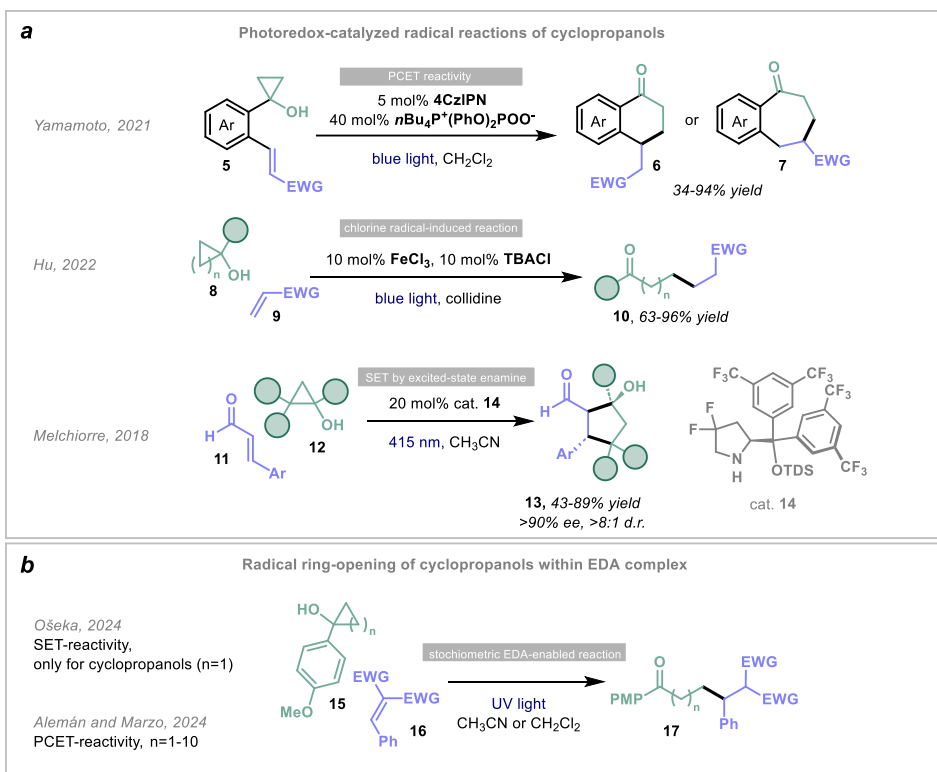 a
Photoredox-catalyzed radical reactions of cyclopropanols
Yamamoto, 2021
OH
Ar
EWG
5
PCET reactivity
5 mol% 4CzIPN
40 mol% nBu₄P⁺(PhO)₂POO⁻
blue light, CH₂Cl₂
O
Ar
EWG
6
or
O
Ar
EWG
7
34-94% yield
Hu, 2022
( )n
OH
8
EWG
9
chlorine radical-induced reaction
10 mol% FeCl₃, 10 mol% TBACl
blue light, collidine
O
( )n
EWG
10, 63-96% yield
Melchiorre, 2018
O
H
Ar
11
OH
12
SET by excited-state enamine
20 mol% cat. 14
415 nm, CH₃CN
O
H
OH
Ar
13, 43-89% yield
>90% ee, >8:1 d.r.
F₃C
CF₃
CF₃
F
F
N
H
OTDS
CF₃
cat. 14
b
Radical ring-opening of cyclopropanols within EDA complex
Ošeka, 2024
SET-reactivity,
only for cyclopropanols (n=1)
Alemán and Marzo, 2024
PCET-reactivity, n=1-10
HO
( )n
MeO
15
EWG
EWG
Ph
16
stochiometric EDA-enabled reaction
UV light
CH₃CN or CH₂Cl₂
O
PMP
( )n
EWG
EWG
Ph
17